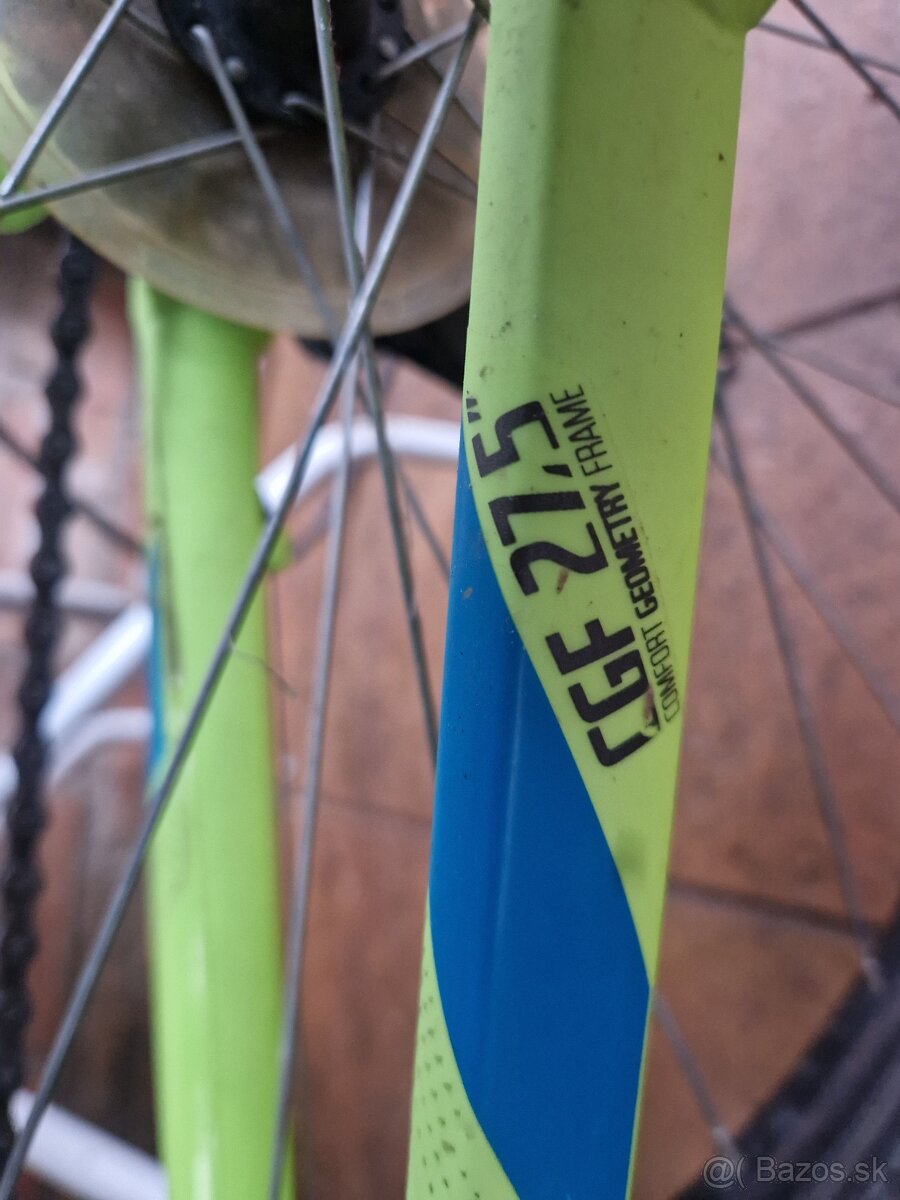 CGF 27,5"
COMFORT GEOMETRY FRAME
@( Bazos.sk